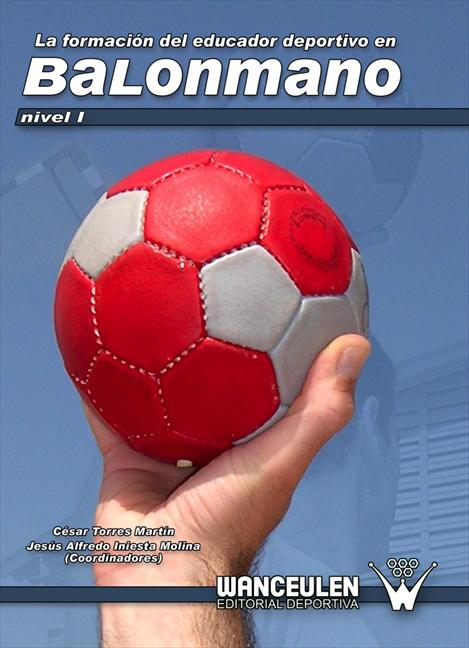 La formación del educador deportivo en
BaLonmano
nivel I
César Torres Martín
Jesús Alfredo Iniesta Molina
(Coordinadores)
WANCEULEN
EDITORIAL DEPORTIVA